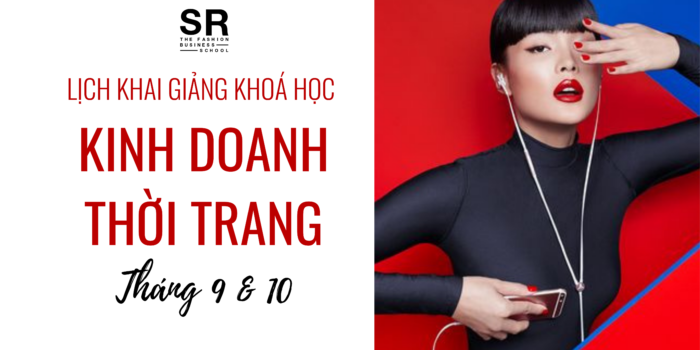 SR
THE FASHION
BUSINESS
SCHOOL
LỊCH KHAI GIẢNG KHOÁ HỌC
KINH DOANH
THỜI TRANG
Tháng 9 & 10